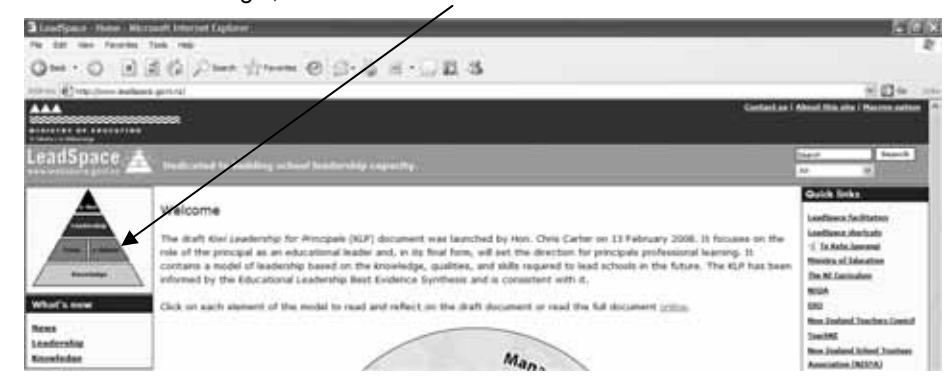 LeadSpace - Home - Microsoft Internet Explorer
File Edit View Favorites Tools Help
Search Favorites
Contact us | About this site |
MINISTRY OF EDUCATION
LeadSpace
Dedicated to building school leadership capacity.
Search
Welcome
The draft Kiwi Leadership for Principals (KLP) document was launched by Hon. Chris Carter on 13 February 2008. It focuses on the
role of the principal as an educational leader and, in its final form, will set the direction for principals professional learning. It
contains a model of leadership based on the knowledge, qualities, and skills required to lead schools in the future. The KLP has been
informed by the Educational Leadership Best Evidence Synthesis and is consistent with it.
Click on each element of the model to read and reflect on the draft document or read the full document online.
Leadership
Knowledge
What's new
News
Leadership
Knowledge
Mana
Quick links
LeadSpace facilitators
LeadSpace shortcuts
Ministry of Education
The NZ Curriculum
NZQA
ERO
New Zealand Teachers Council
TeachNZ
New Zealand School Trustees
Association (NZSTA)